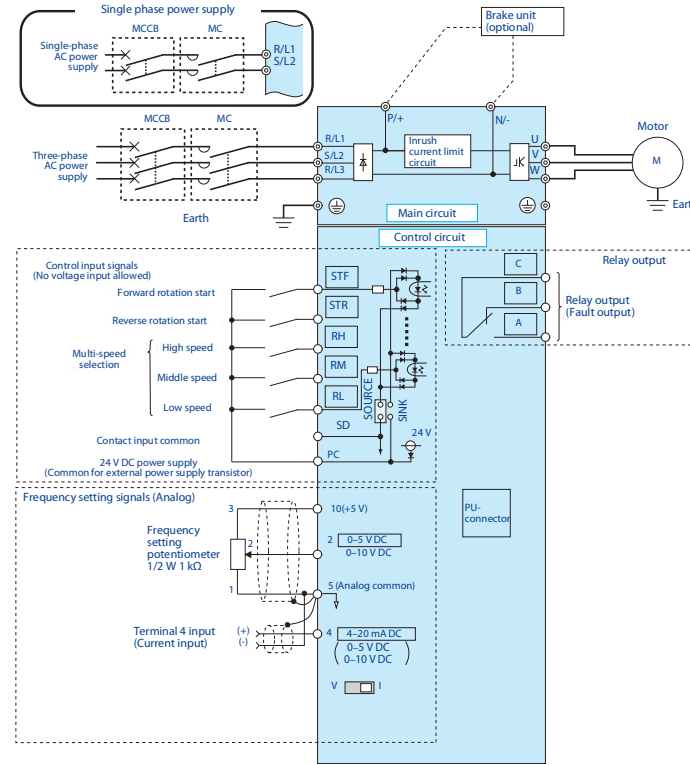 Single phase power supply
MCCB
MC
Single-phase
AC power
supply
R/L1
S/L2
Brake unit
(optional)
MCCB
MC
Three-phase
AC power
supply
Earth
R/L1
S/L2
R/L3
P/+
N/-
Inrush
current limit
circuit
U
V
W
Motor
M
Eart
Main circuit
Control circuit
Control input signals
(No voltage input allowed)
Forward rotation start
Reverse rotation start
Multi-speed
selection
High speed
Middle speed
Low speed
Contact input common
24 V DC power supply
(Common for external power supply transistor)
STF
STR
RH
RM
RL
SD
PC
SOURCE
SINK
24 V
Relay output
C
B
A
Relay output
(Fault output)
Frequency setting signals (Analog)
Frequency
setting
potentiometer
1/2 W 1 kΩ
3
2
1
10(+5 V)
2
0–5 V DC
0–10 V DC
5 (Analog common)
Terminal 4 input
(Current input)
(+)
(-)
4
4–20 mA DC
0–5 V DC
0–10 V DC
V
I
PU-
connector